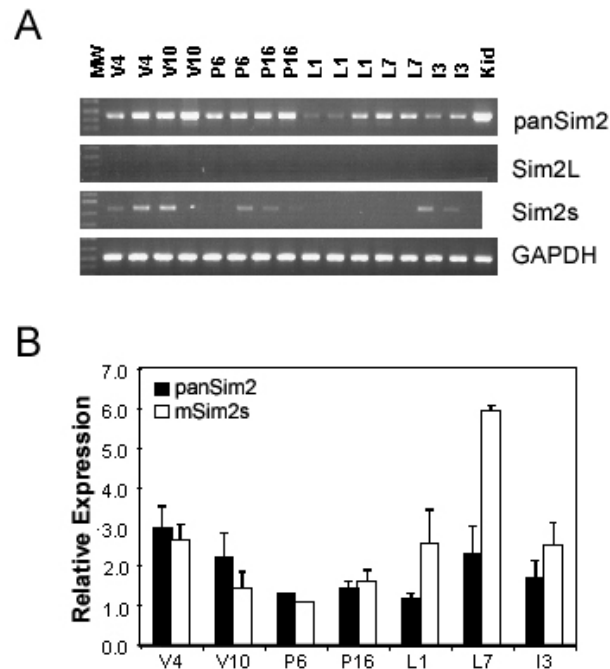 A
MW V4 V4 V10 V10 P6 P6 P16 P16 L1 L1 L1 L7 L7 I3 I3 Kid
panSim2
Sim2L
Sim2s
GAPDH
B
7.0
6.0
5.0
4.0
3.0
2.0
1.0
0.0
Relative Expression
panSim2
mSim2s
V4 V10 P6 P16 L1 L7 I3